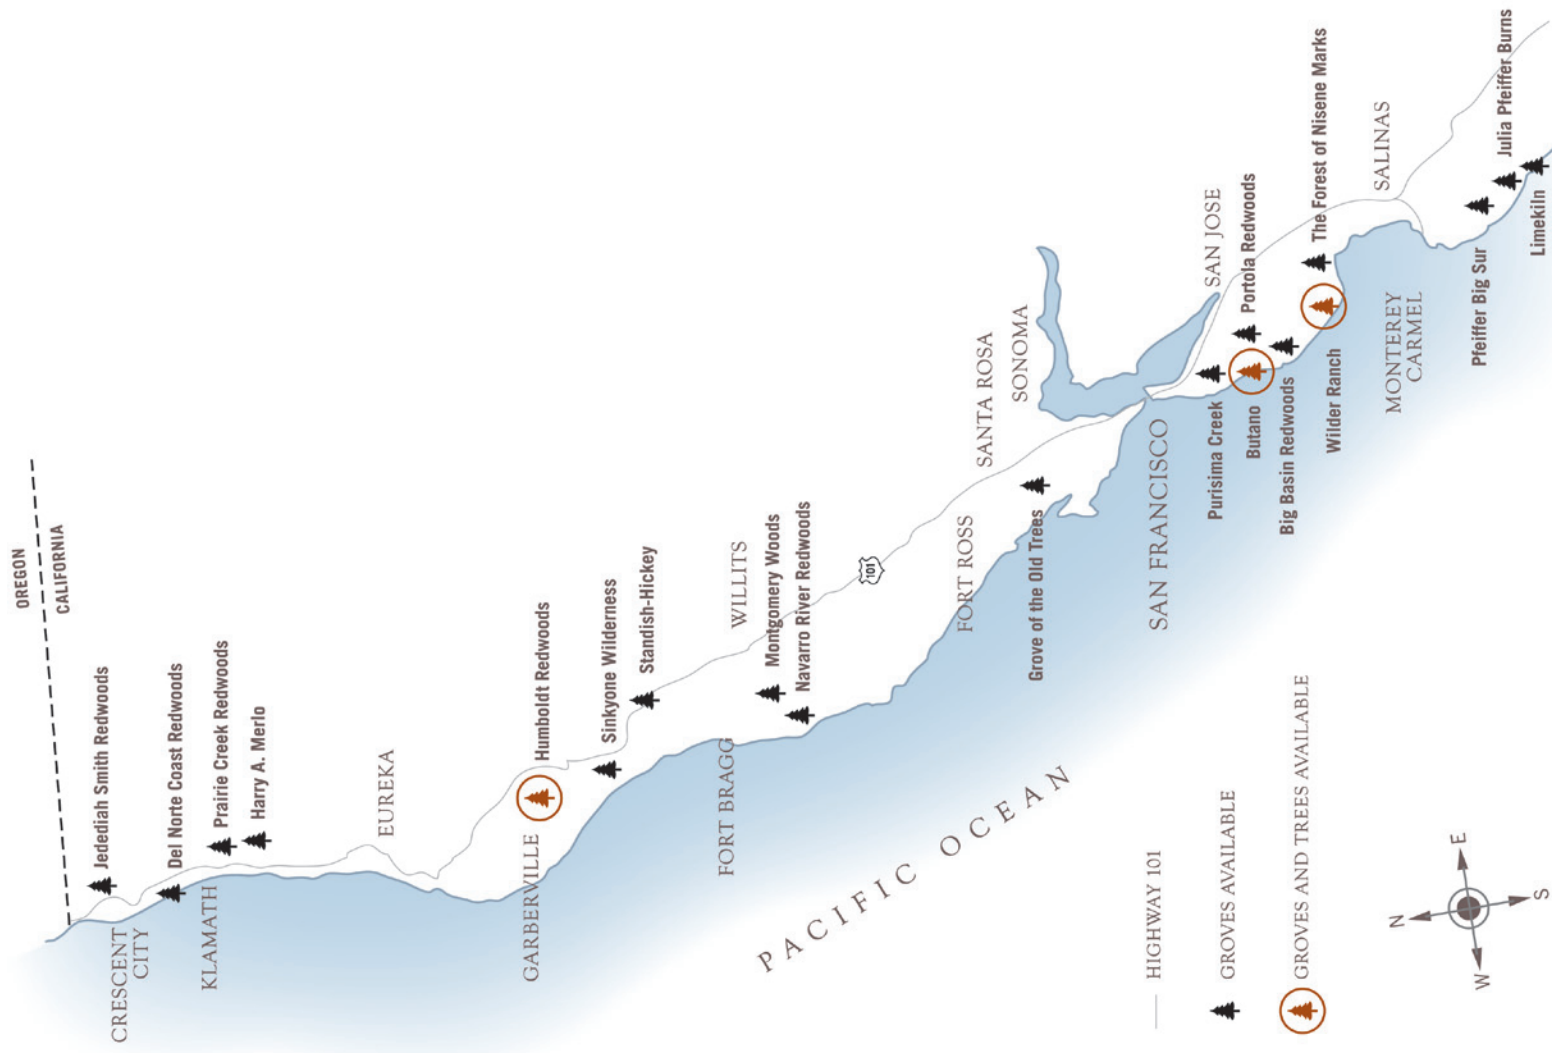 OREGON
CALIFORNIA
Jedediah Smith Redwoods
CRESCENT
CITY
Del Norte Coast Redwoods
KLAMATH
Prairie Creek Redwoods
Harry A. Merlo
EUREKA
Humboldt Redwoods
GARBERVILLE
Sinkyone Wilderness
Standish-Hickey
FORT BRAGG
WILLITS
Montgomery Woods
Navarro River Redwoods
101
PACIFIC OCEAN
FORT ROSS
SANTA ROSA
SONOMA
Grove of the Old Trees
SAN FRANCISCO
Purisima Creek
SAN JOSE
Butano
Portola Redwoods
Big Basin Redwoods
Wilder Ranch
The Forest of Nisene Marks
SALINAS
MONTEREY
CARMEL
Pfeiffer Big Sur
Julia Pfeiffer Burns
Limekiln
HIGHWAY 101
GROVES AVAILABLE
GROVES AND TREES AVAILABLE
N
E
S
W